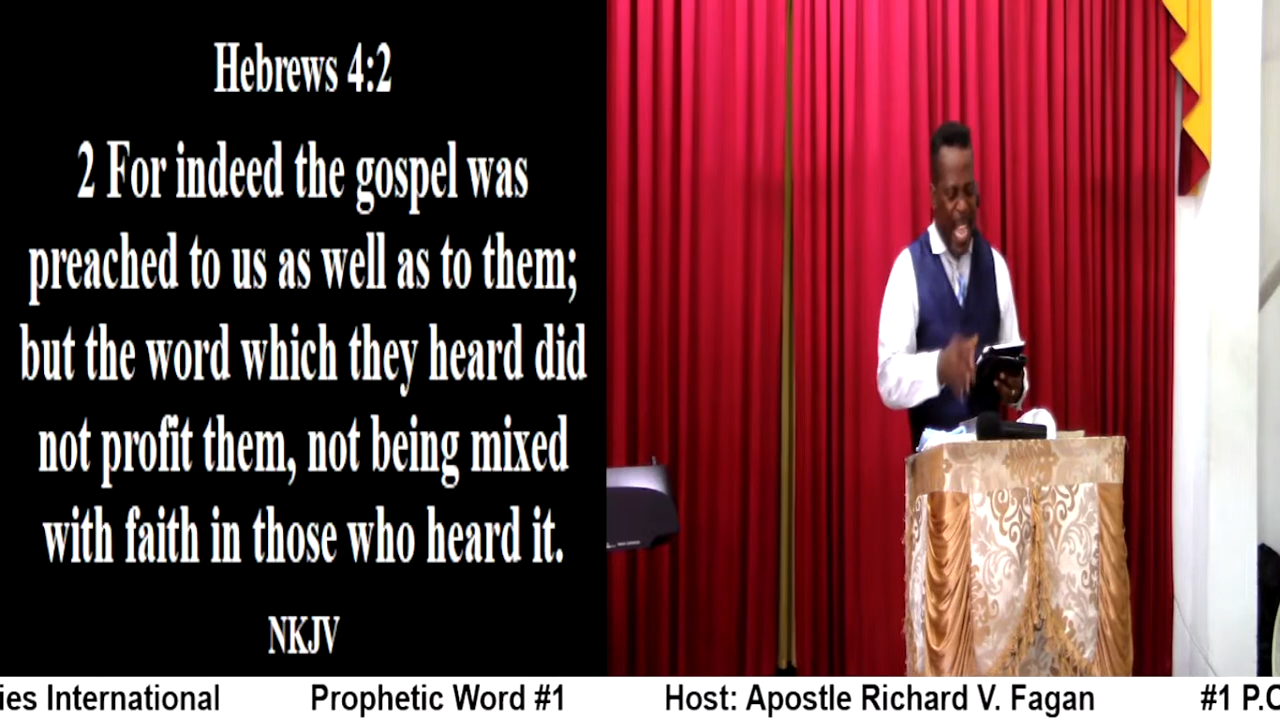 Hebrews 4:2
2 For indeed the gospel was
preached to us as well as to them;
but the word which they heard did
not profit them, not being mixed
with faith in those who heard it.
NKJV
ies International Prophetic Word #1 Host: Apostle Richard V. Fagan #1 P.C